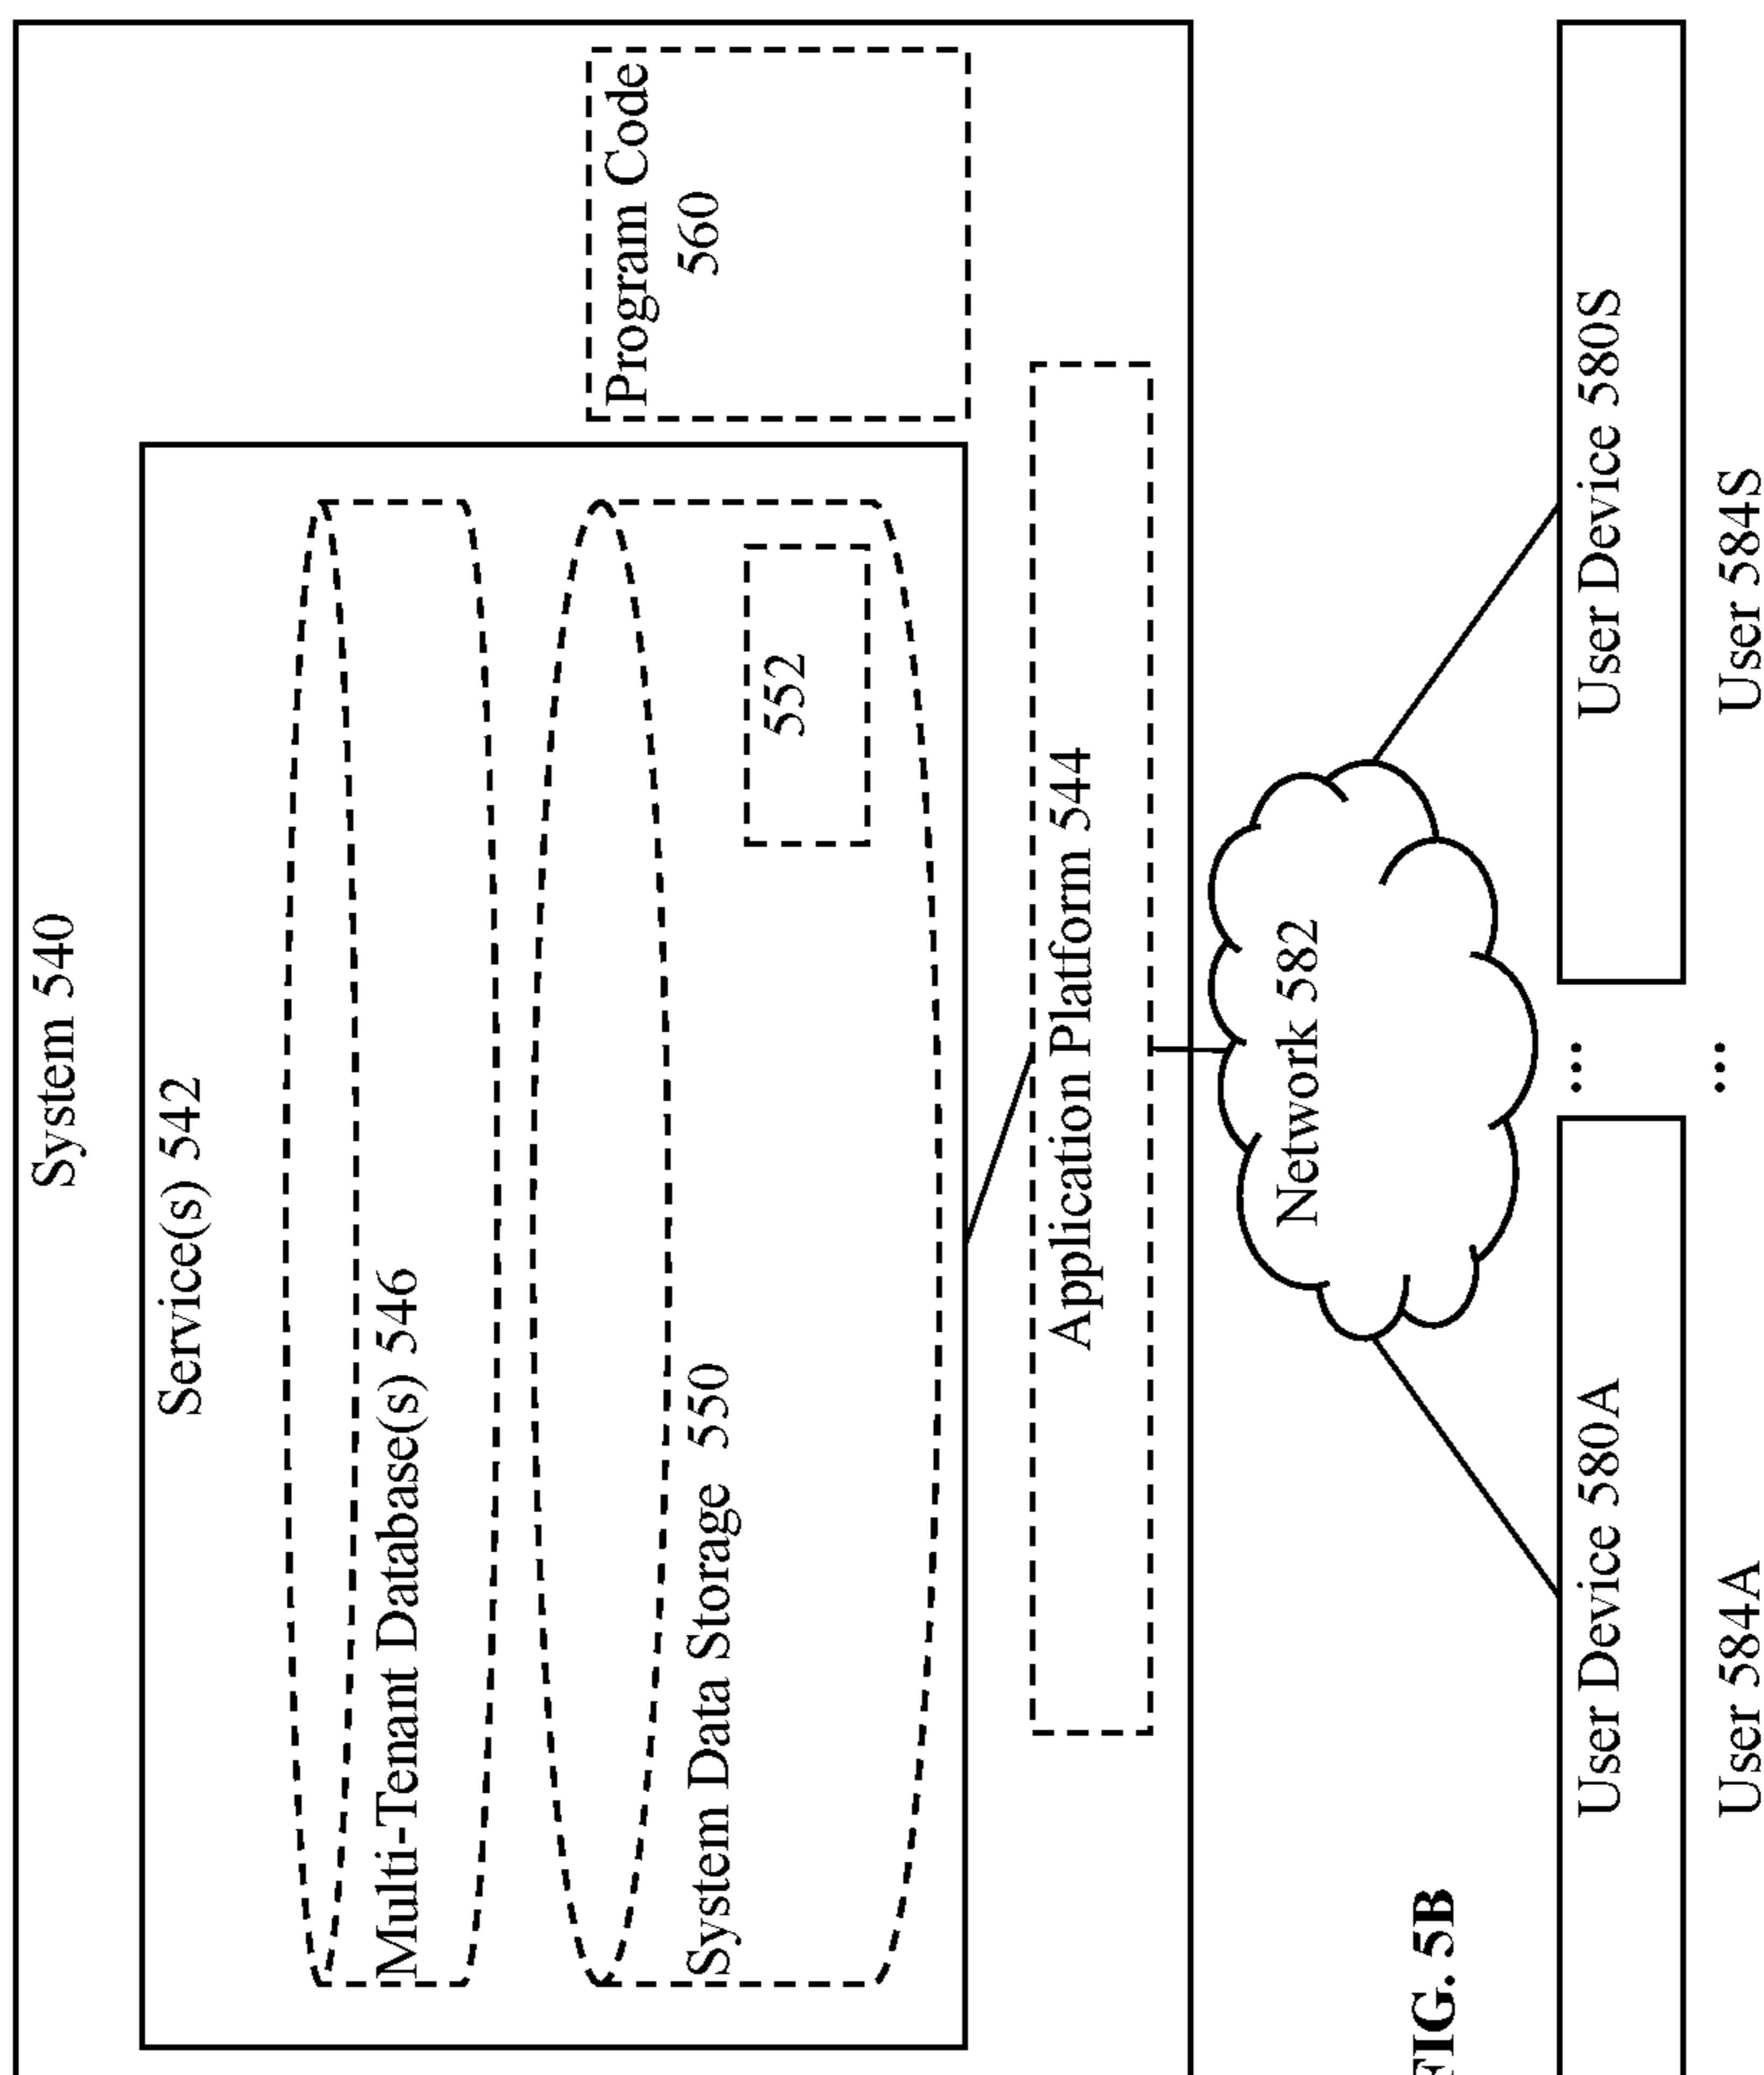 System 540
Service(s) 542
Multi-Tenant Database(s) 546
System Data Storage 550
552
Program Code
560
Application Platform 544
Network 582
FIG. 5B
User Device 580A
...
User Device 580S
User 584A
...
User 584S